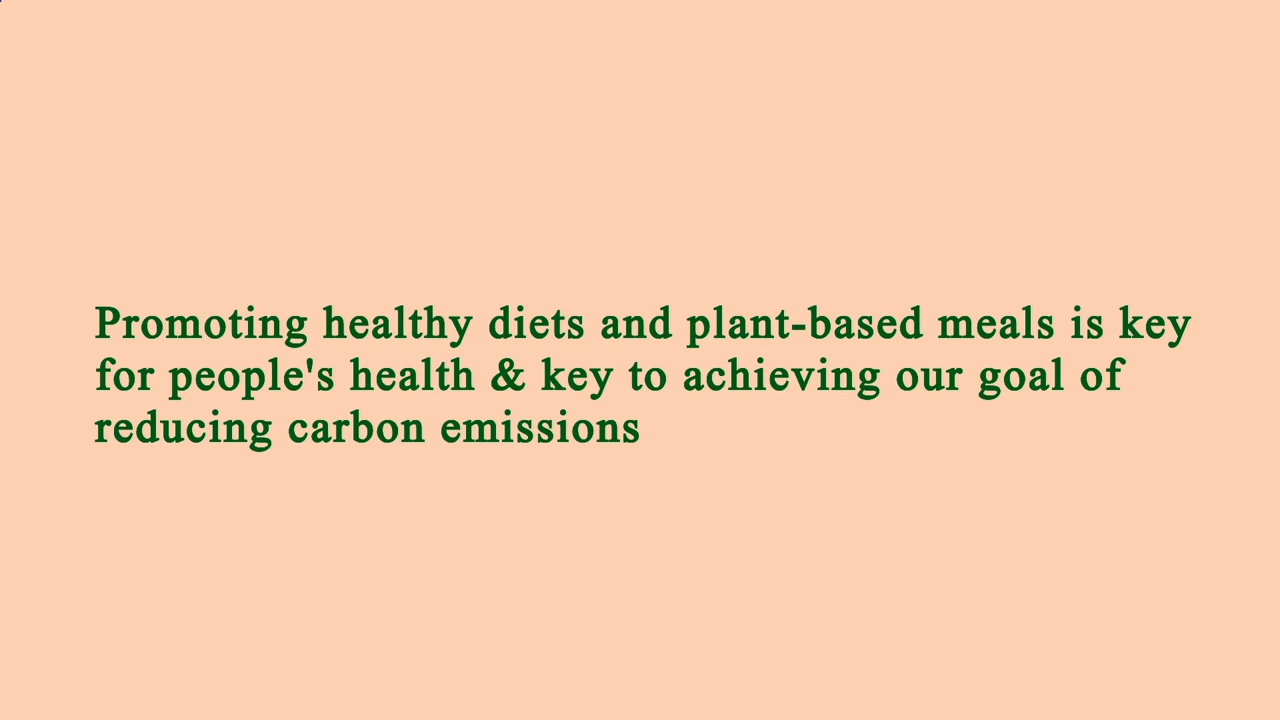 Promoting healthy diets and plant-based meals is key
for people's health & key to achieving our goal of
reducing carbon emissions